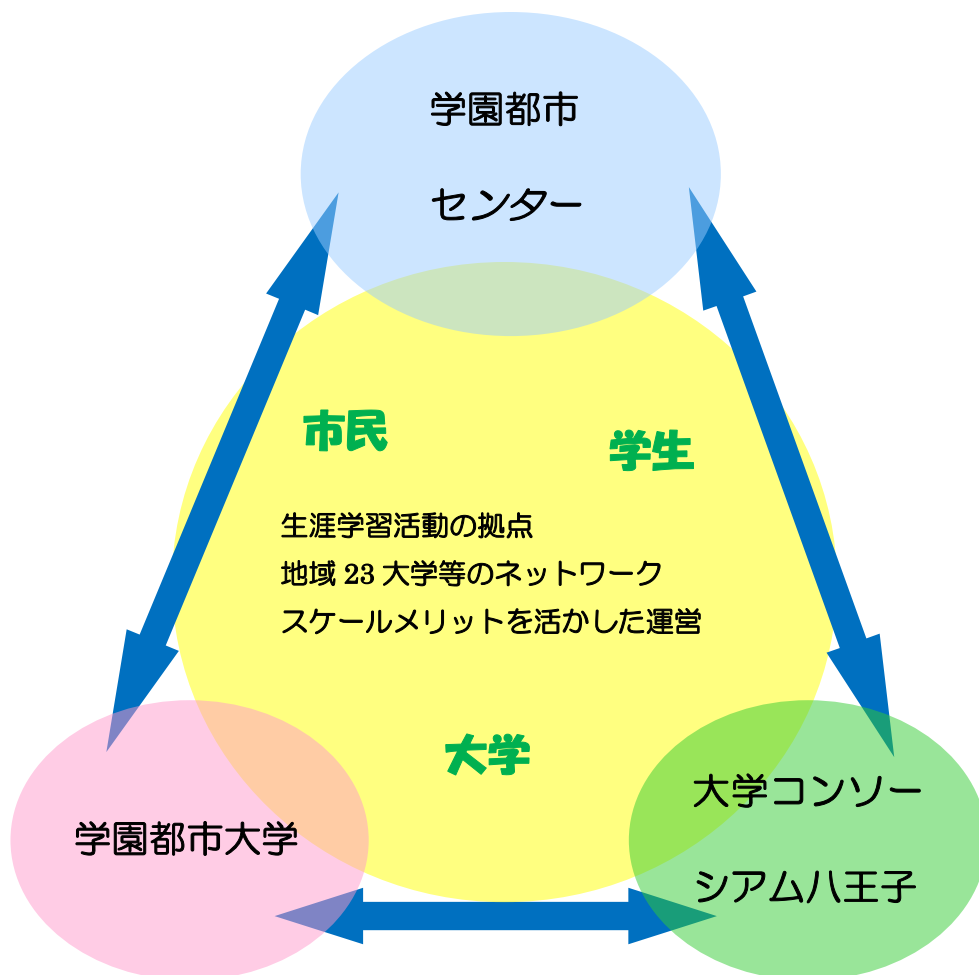 学園都市
センター
市民
学生
生涯学習活動の拠点
地域 23 大学等のネットワーク
スケールメリットを活かした運営
大学
学園都市大学
大学コンソー
シアム八王子